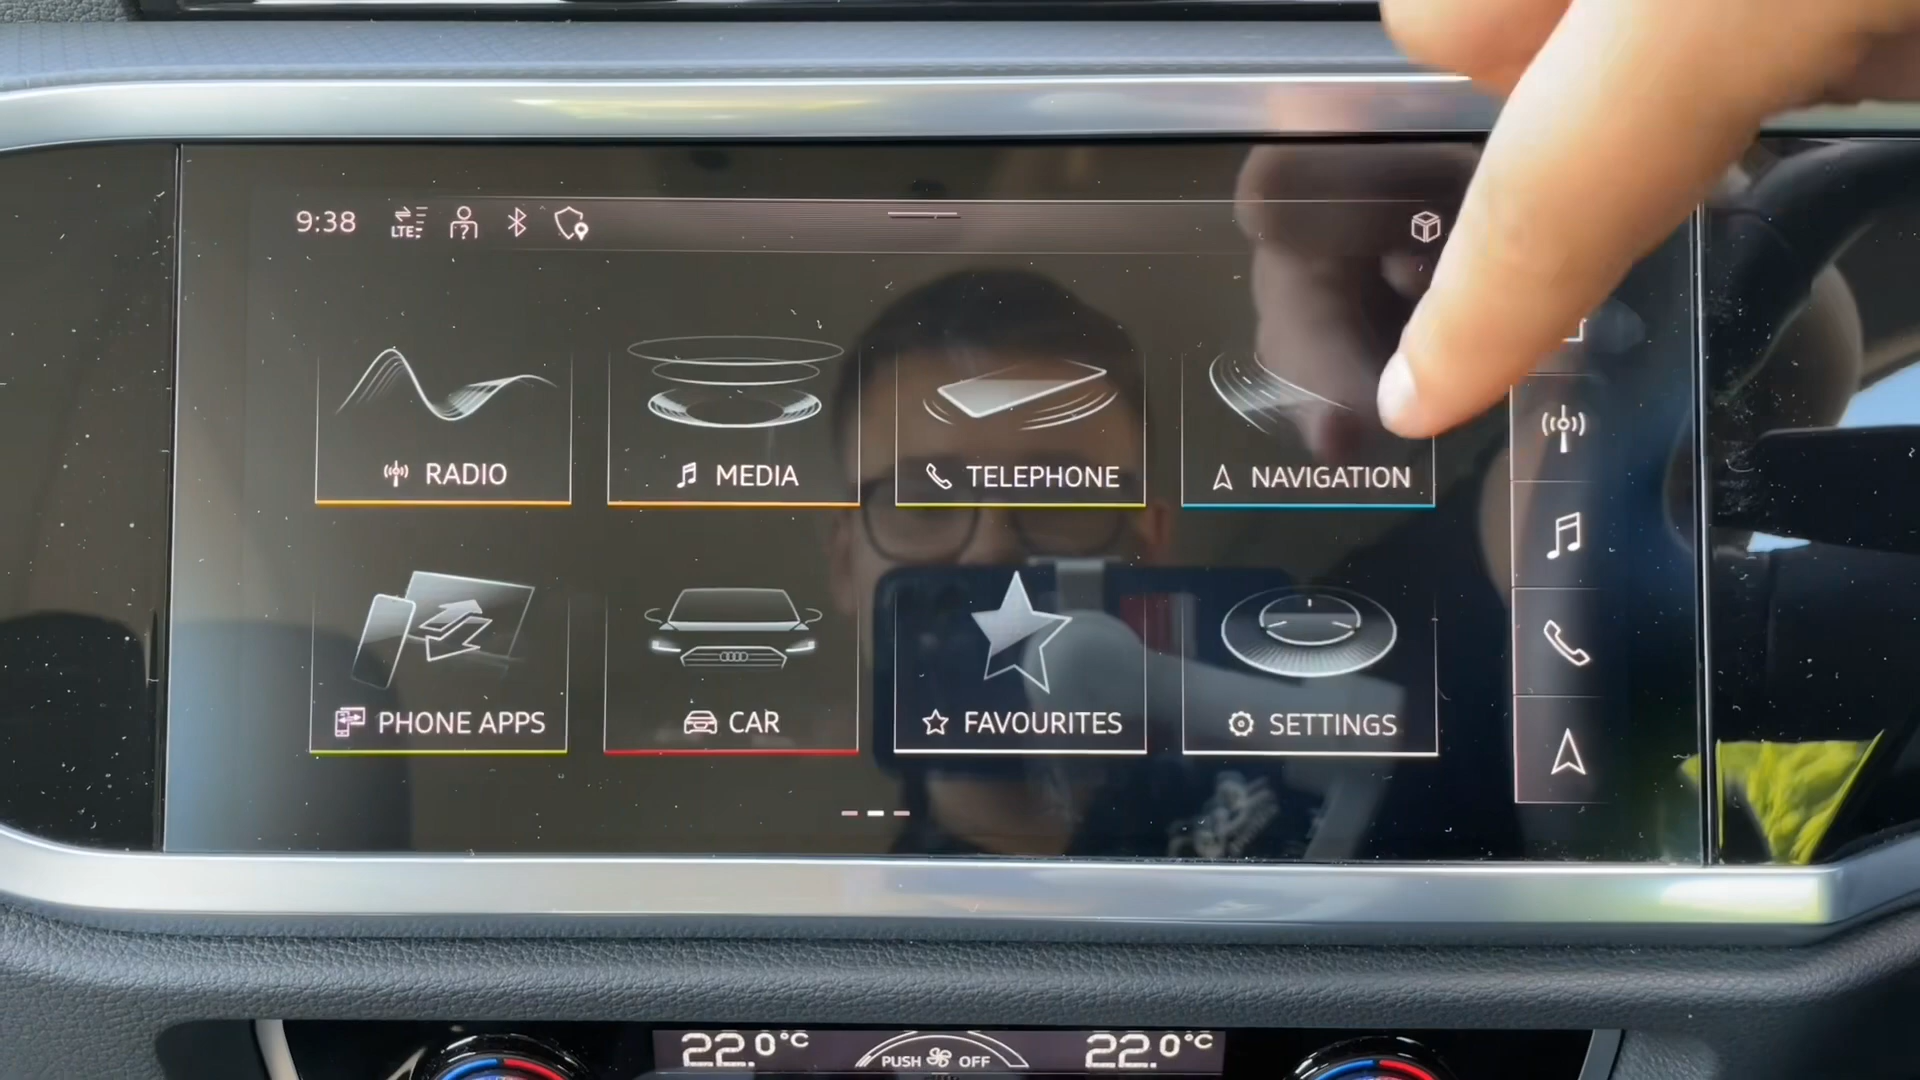 9:38 LTE ?
RADIO MEDIA TELEPHONE NAVIGATION
PHONE APPS CAR FAVOURITES SETTINGS
22.0°C PUSH OFF 22.0°C